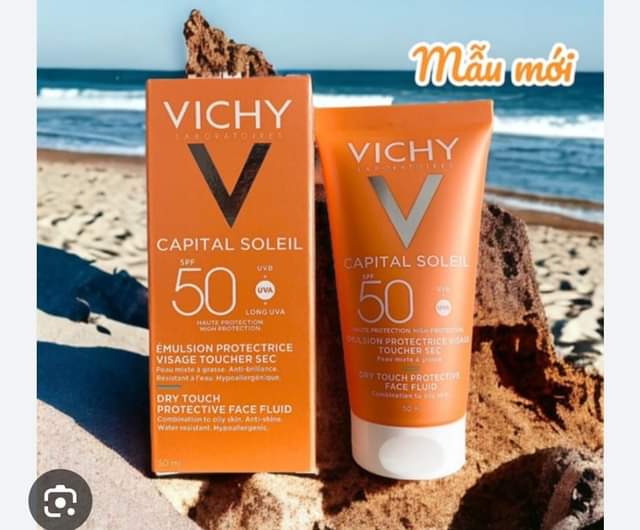 Mẫu mới
VICHY
LABORATOIRES
CAPITAL SOLEIL
SPF
50
UVB
+
UVA
+
LONG UVA
HAUTE PROTECTION
HIGH PROTECTION
ÉMULSION PROTECTRICE
VISAGE TOUCHER SEC
Peau mixte à grasse. Anti-brillance.
Résistant à l'eau. Hypoallergénique.
DRY TOUCH
PROTECTIVE FACE FLUID
Combination to oily skin. Anti-shine.
Water resistant. Hypoallergenic.
50 ml
VICHY
LABORATOIRES
CAPITAL SOLEIL
SPF
50
UVB
UVA
HAUTE PROTECTION HIGH PROTECTION
ÉMULSION PROTECTRICE VISAGE
TOUCHER SEC
Peau mixte à grasse
DRY TOUCH PROTECTIVE
FACE FLUID
Combination to oily skin